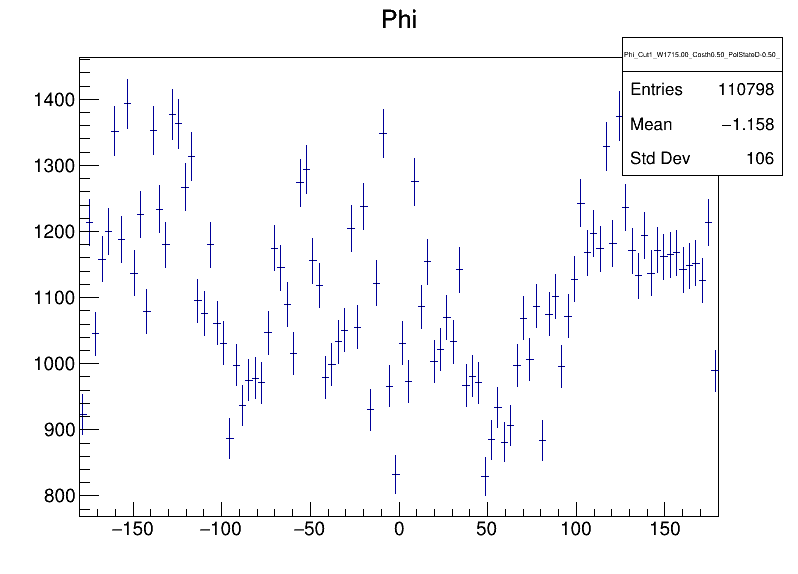 Phi
Phi_Cut1_W1715.00_Costh0.50_PolStateD-0.50_
Entries 110798
Mean −1.158
Std Dev 106
1400
1300
1200
1100
1000
900
800
−150 −100 −50 0 50 100 150